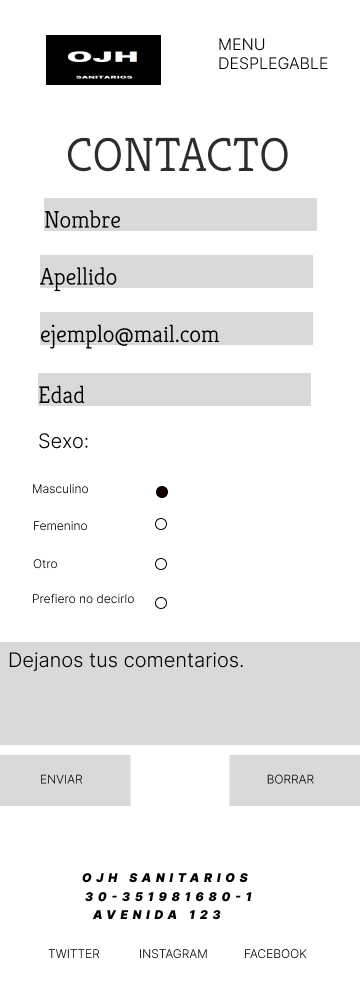 OJH
SANITARIOS
MENU
DESPLEGABLE
CONTACTO
Nombre
Apellido
ejemplo@mail.com
Edad
Sexo:
Masculino
Femenino
Otro
Prefiero no decirlo
Dejanos tus comentarios.
ENVIAR
BORRAR
OJH SANITARIOS
30-351981680-1
AVENIDA 123
TWITTER
INSTAGRAM
FACEBOOK